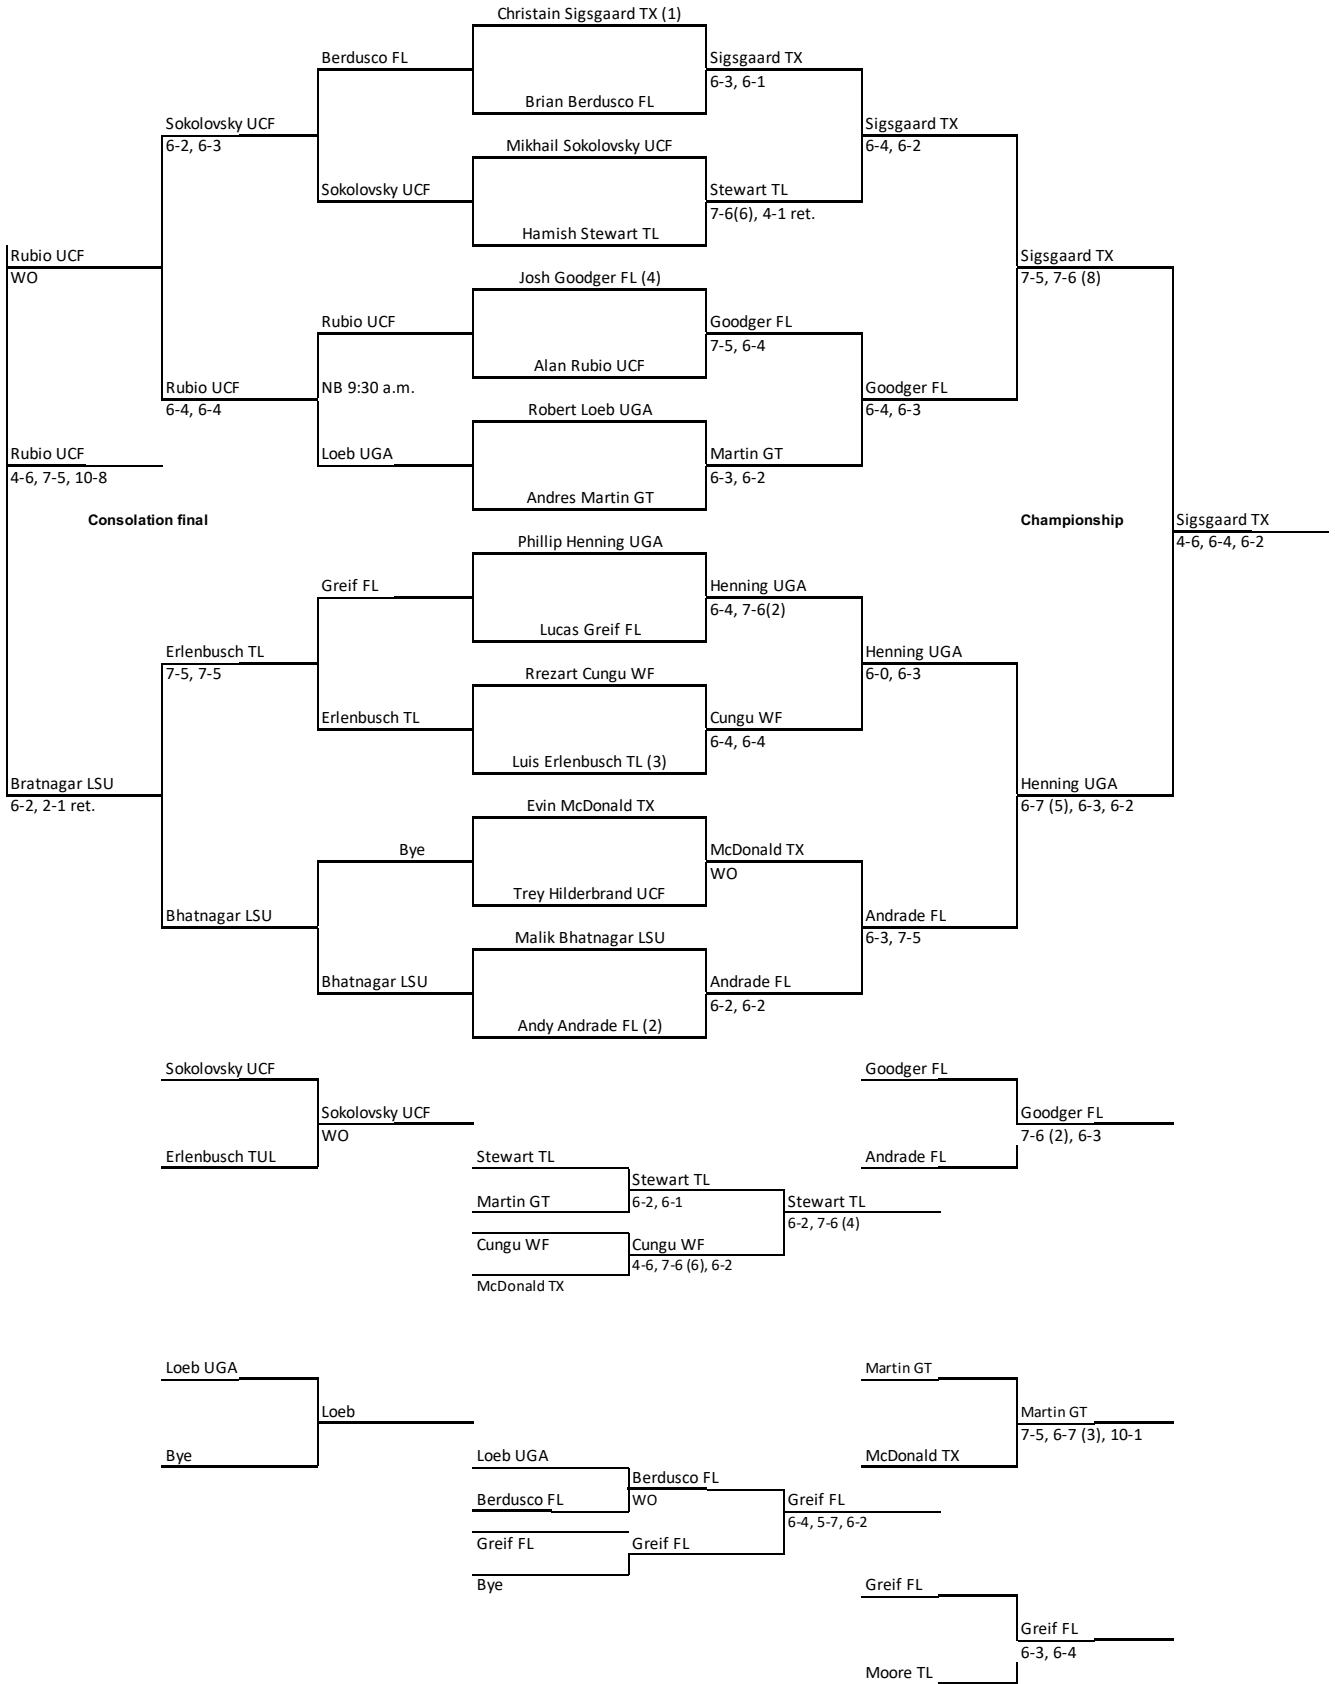 Christain Sigsgaard TX (1)
Berdusco FL
Sigsgaard TX
6-3, 6-1
Brian Berdusco FL
Sokolovsky UCF
6-2, 6-3
Sigsgaard TX
6-4, 6-2
Mikhail Sokolovsky UCF
Sokolovsky UCF
Stewart TL
7-6(6), 4-1 ret.
Hamish Stewart TL
Rubio UCF
WO
Sigsgaard TX
7-5, 7-6 (8)
Josh Goodger FL (4)
Rubio UCF
Goodger FL
7-5, 6-4
Alan Rubio UCF
Rubio UCF
6-4, 6-4
NB 9:30 a.m.
Goodger FL
6-4, 6-3
Robert Loeb UGA
Rubio UCF
4-6, 7-5, 10-8
Loeb UGA
Martin GT
6-3, 6-2
Andres Martin GT
Consolation final
Championship
Sigsgaard TX
4-6, 6-4, 6-2
Phillip Henning UGA
Greif FL
Henning UGA
6-4, 7-6(2)
Lucas Greif FL
Erlenbusch TL
7-5, 7-5
Henning UGA
6-0, 6-3
Rrezart Cungu WF
Erlenbusch TL
Cungu WF
6-4, 6-4
Luis Erlenbusch TL (3)
Bratnagar LSU
6-2, 2-1 ret.
Henning UGA
6-7 (5), 6-3, 6-2
Evin McDonald TX
Bye
McDonald TX
WO
Trey Hilderbrand UCF
Bhatnagar LSU
Andrade FL
6-3, 7-5
Malik Bhatnagar LSU
Bhatnagar LSU
Andrade FL
6-2, 6-2
Andy Andrade FL (2)
Sokolovsky UCF
Goodger FL
Sokolovsky UCF
WO
Goodger FL
7-6 (2), 6-3
Erlenbusch TUL
Stewart TL
Andrade FL
Stewart TL
6-2, 6-1
Martin GT
Stewart TL
6-2, 7-6 (4)
Cungu WF
Cungu WF
4-6, 7-6 (6), 6-2
McDonald TX
Loeb UGA
Martin GT
Loeb
Martin GT
7-5, 6-7 (3), 10-1
Bye
Loeb UGA
McDonald TX
Berdusco FL
WO
Berdusco FL
Greif FL
6-4, 5-7, 6-2
Greif FL
Greif FL
Bye
Greif FL
Greif FL
6-3, 6-4
Moore TL